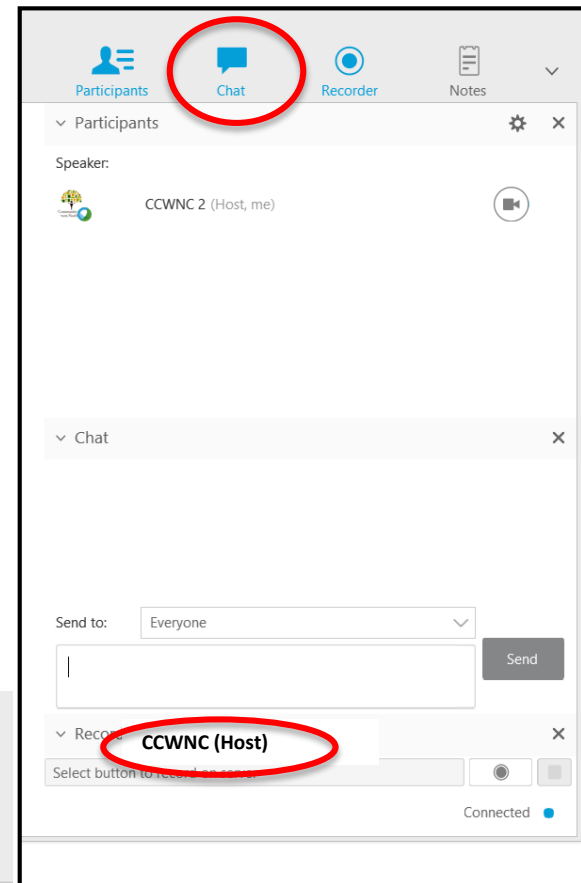 Participants Chat Recorder Notes
Participants
Speaker:
CCWNC 2 (Host, me)
Chat
Send to: Everyone
Send
CCWNC (Host)
Select button to record on server
Connected